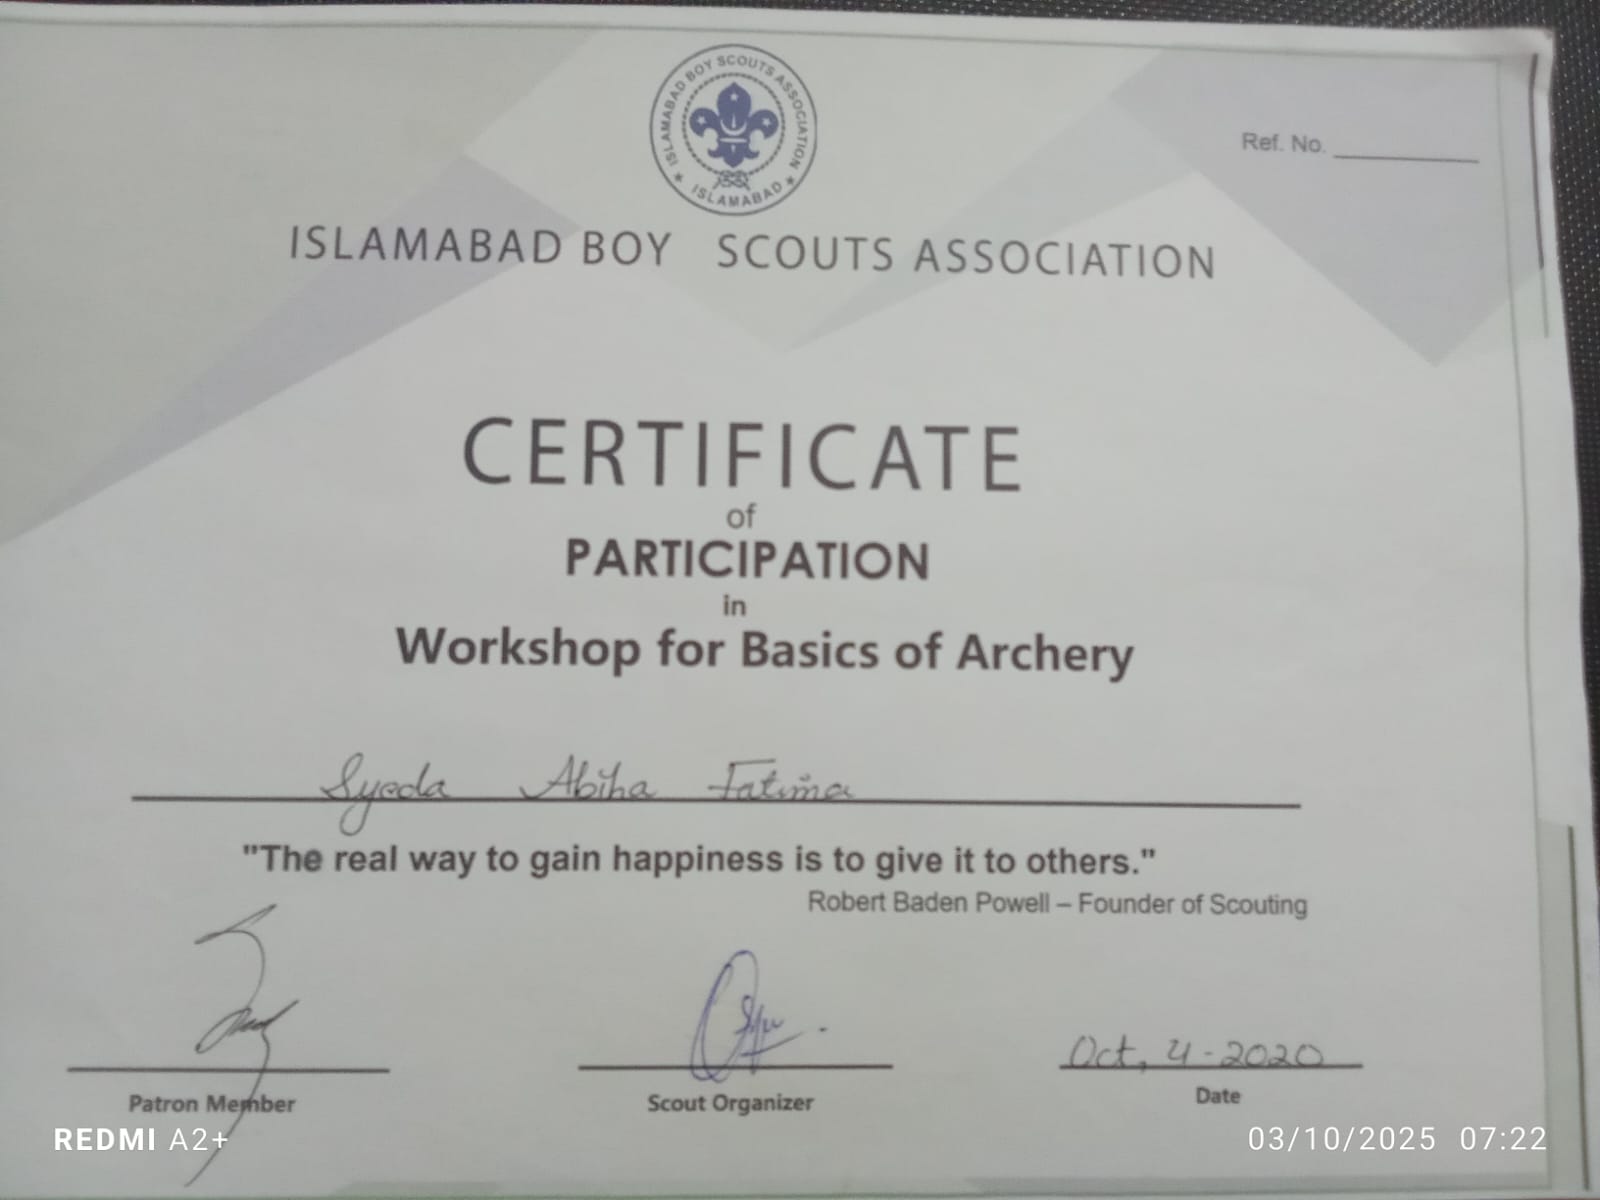 ISLAMABAD BOY SCOUTS ASSOCIATION
★ ISLAMABAD ★
Ref. No.
ISLAMABAD BOY SCOUTS ASSOCIATION
CERTIFICATE
of
PARTICIPATION
in
Workshop for Basics of Archery
Syeda Abiha Fatima
"The real way to gain happiness is to give it to others."
Robert Baden Powell – Founder of Scouting
Oct, 4-2020
Patron Member
Scout Organizer
Date
REDMI A2+
03/10/2025 07:22